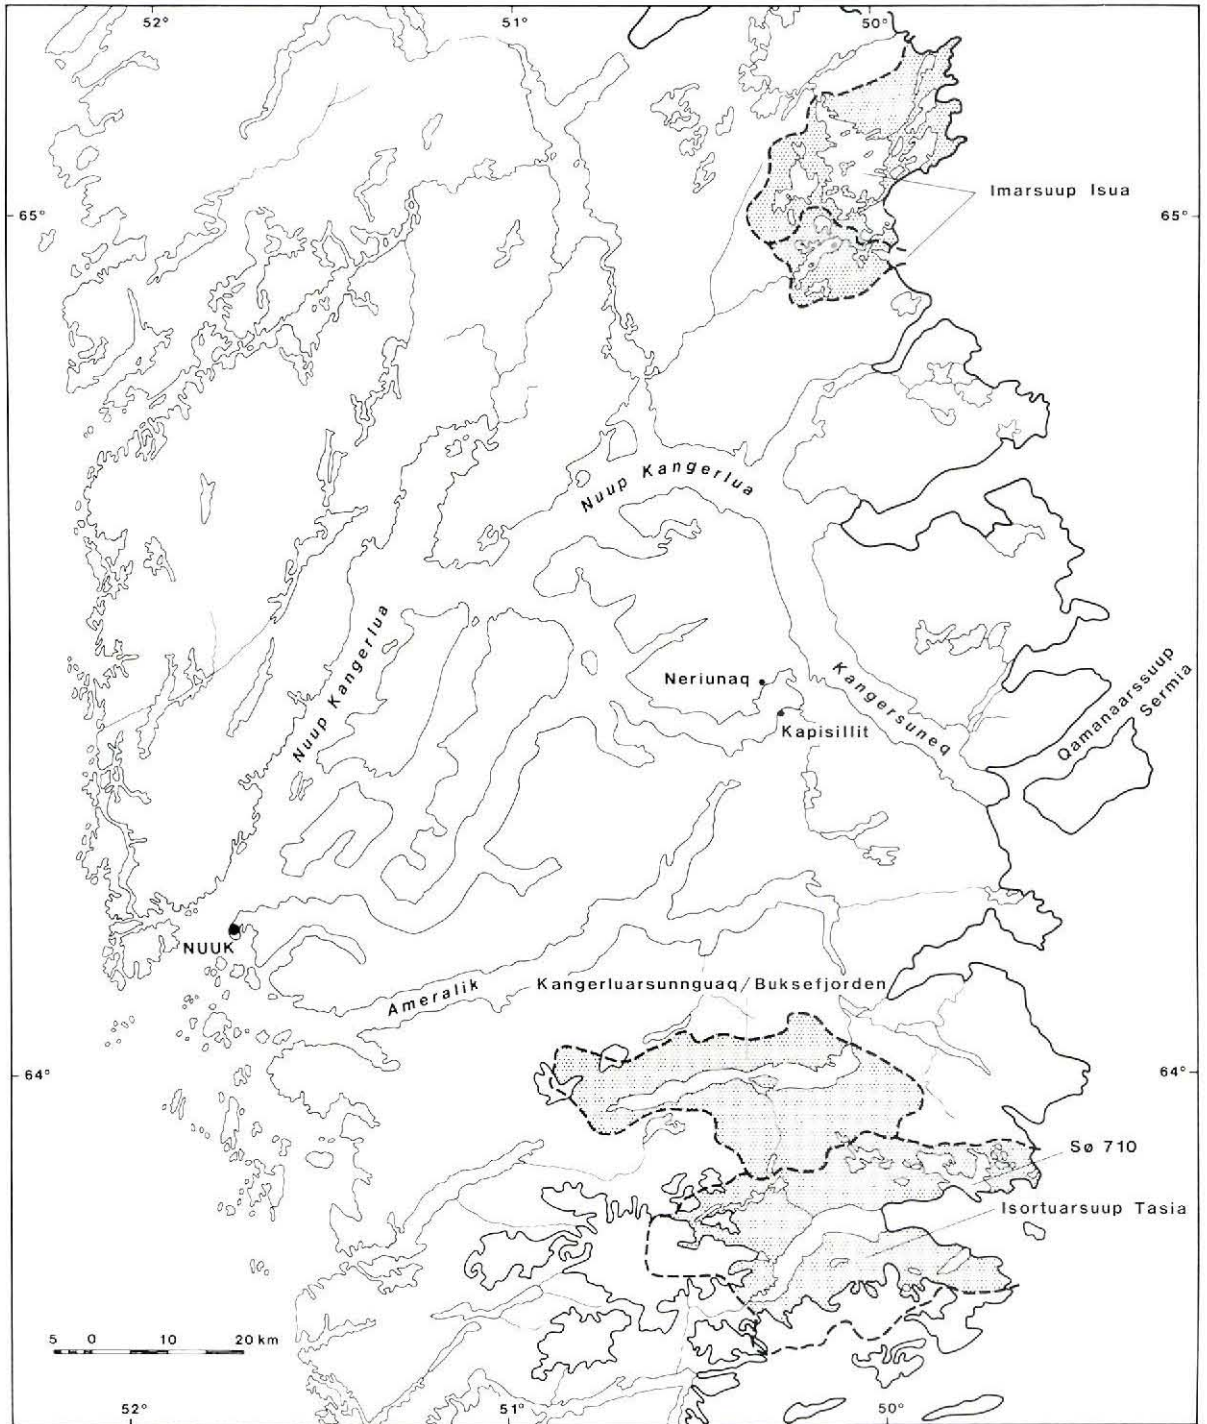 52° 51° 50°
Imarsuup Isua
65° 65°
Nuup Kangerlua
Nuup Kangerlua
Neriunaq
Kangersuneq
Kapisillit
Qamanaarssuup
Sermia
NUUK
Ameralik
Kangerluarsunnguaq/Buksefjorden
64° 64°
Sø 710
Isortuarsuup Tasia
5 0 10 20 km
52° 51° 50°